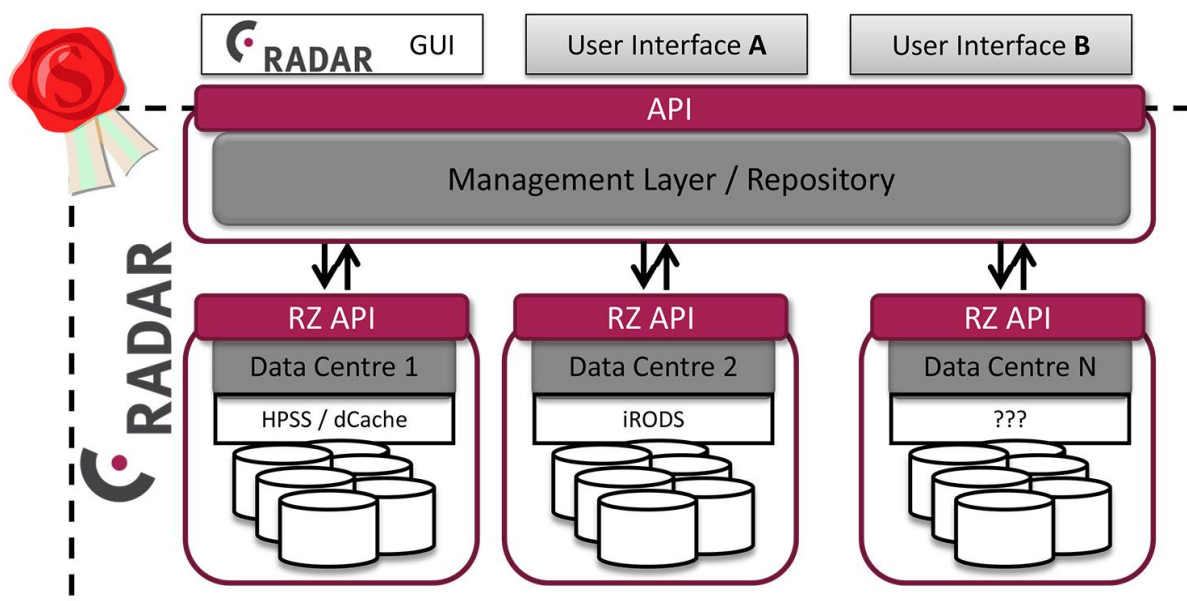 RADAR GUI
User Interface A
User Interface B
S
API
Management Layer / Repository
RADAR
RZ API
RZ API
RZ API
Data Centre 1
Data Centre 2
Data Centre N
HPSS / dCache
iRODS
???